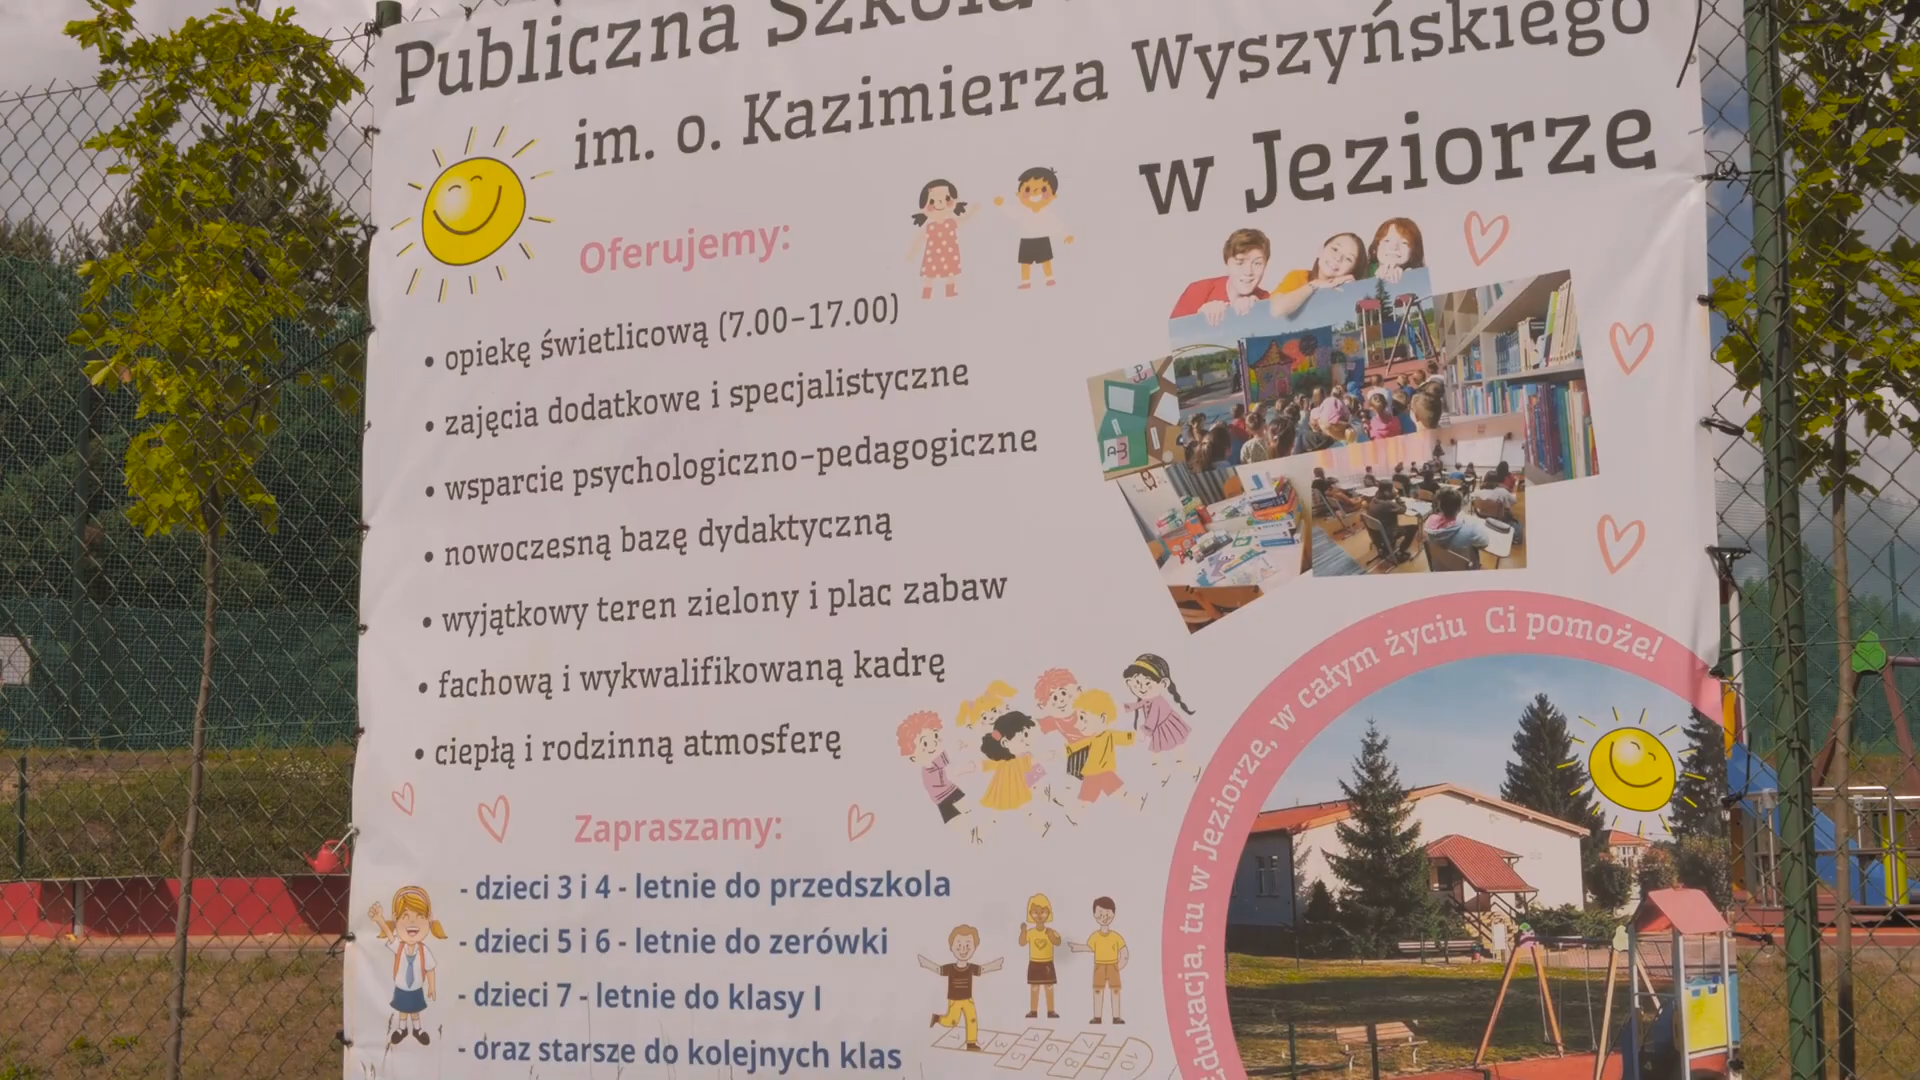 Publiczna Szkoła
im. o. Kazimierza Wyszyńskiego
w Jeziorze
Oferujemy:
• opiekę świetlicową (7.00-17.00)
• zajęcia dodatkowe i specjalistyczne
• wsparcie psychologiczno-pedagogiczne
• nowoczesną bazę dydaktyczną
• wyjątkowy teren zielony i plac zabaw
• fachową i wykwalifikowaną kadrę
• ciepłą i rodzinną atmosferę
Zapraszamy:
- dzieci 3 i 4 - letnie do przedszkola
- dzieci 5 i 6 - letnie do zerówki
- dzieci 7 - letnie do klasy I
- oraz starsze do kolejnych klas
Edukacja, tu w Jeziorze, w całym życiu Ci pomoże!